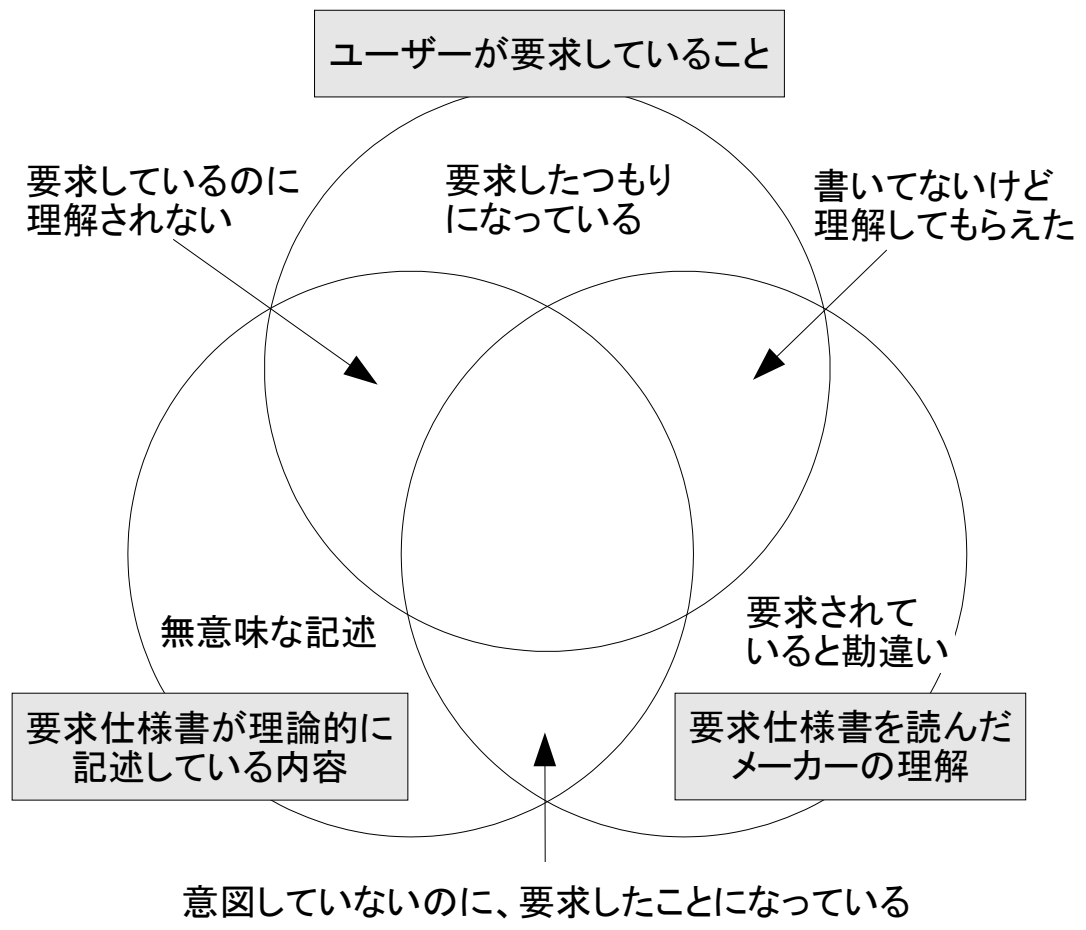 ユーザーが要求していること
要求しているのに
理解されない
要求したつもり
になっている
書いてないけど
理解してもらえた
無意味な記述
要求されて
いると勘違い
要求仕様書が理論的に
記述している内容
要求仕様書を読んだ
メーカーの理解
意図していないのに、要求したことになっている